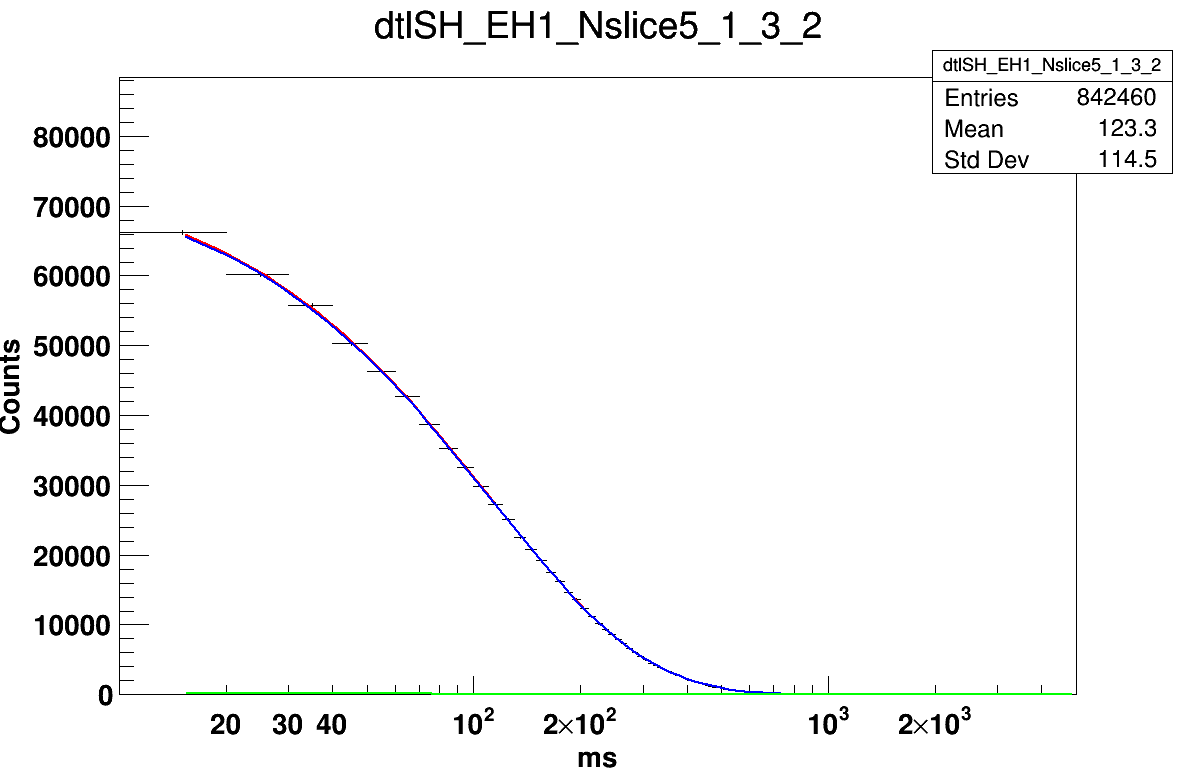 dtlSH_EH1_Nslice5_1_3_2
dtlSH_EH1_Nslice5_1_3_2
Entries 842460
Mean 123.3
Std Dev 114.5
80000
70000
60000
50000
40000
30000
20000
10000
0
Counts
20 30 40 10² 2×10² 10³ 2×10³
ms